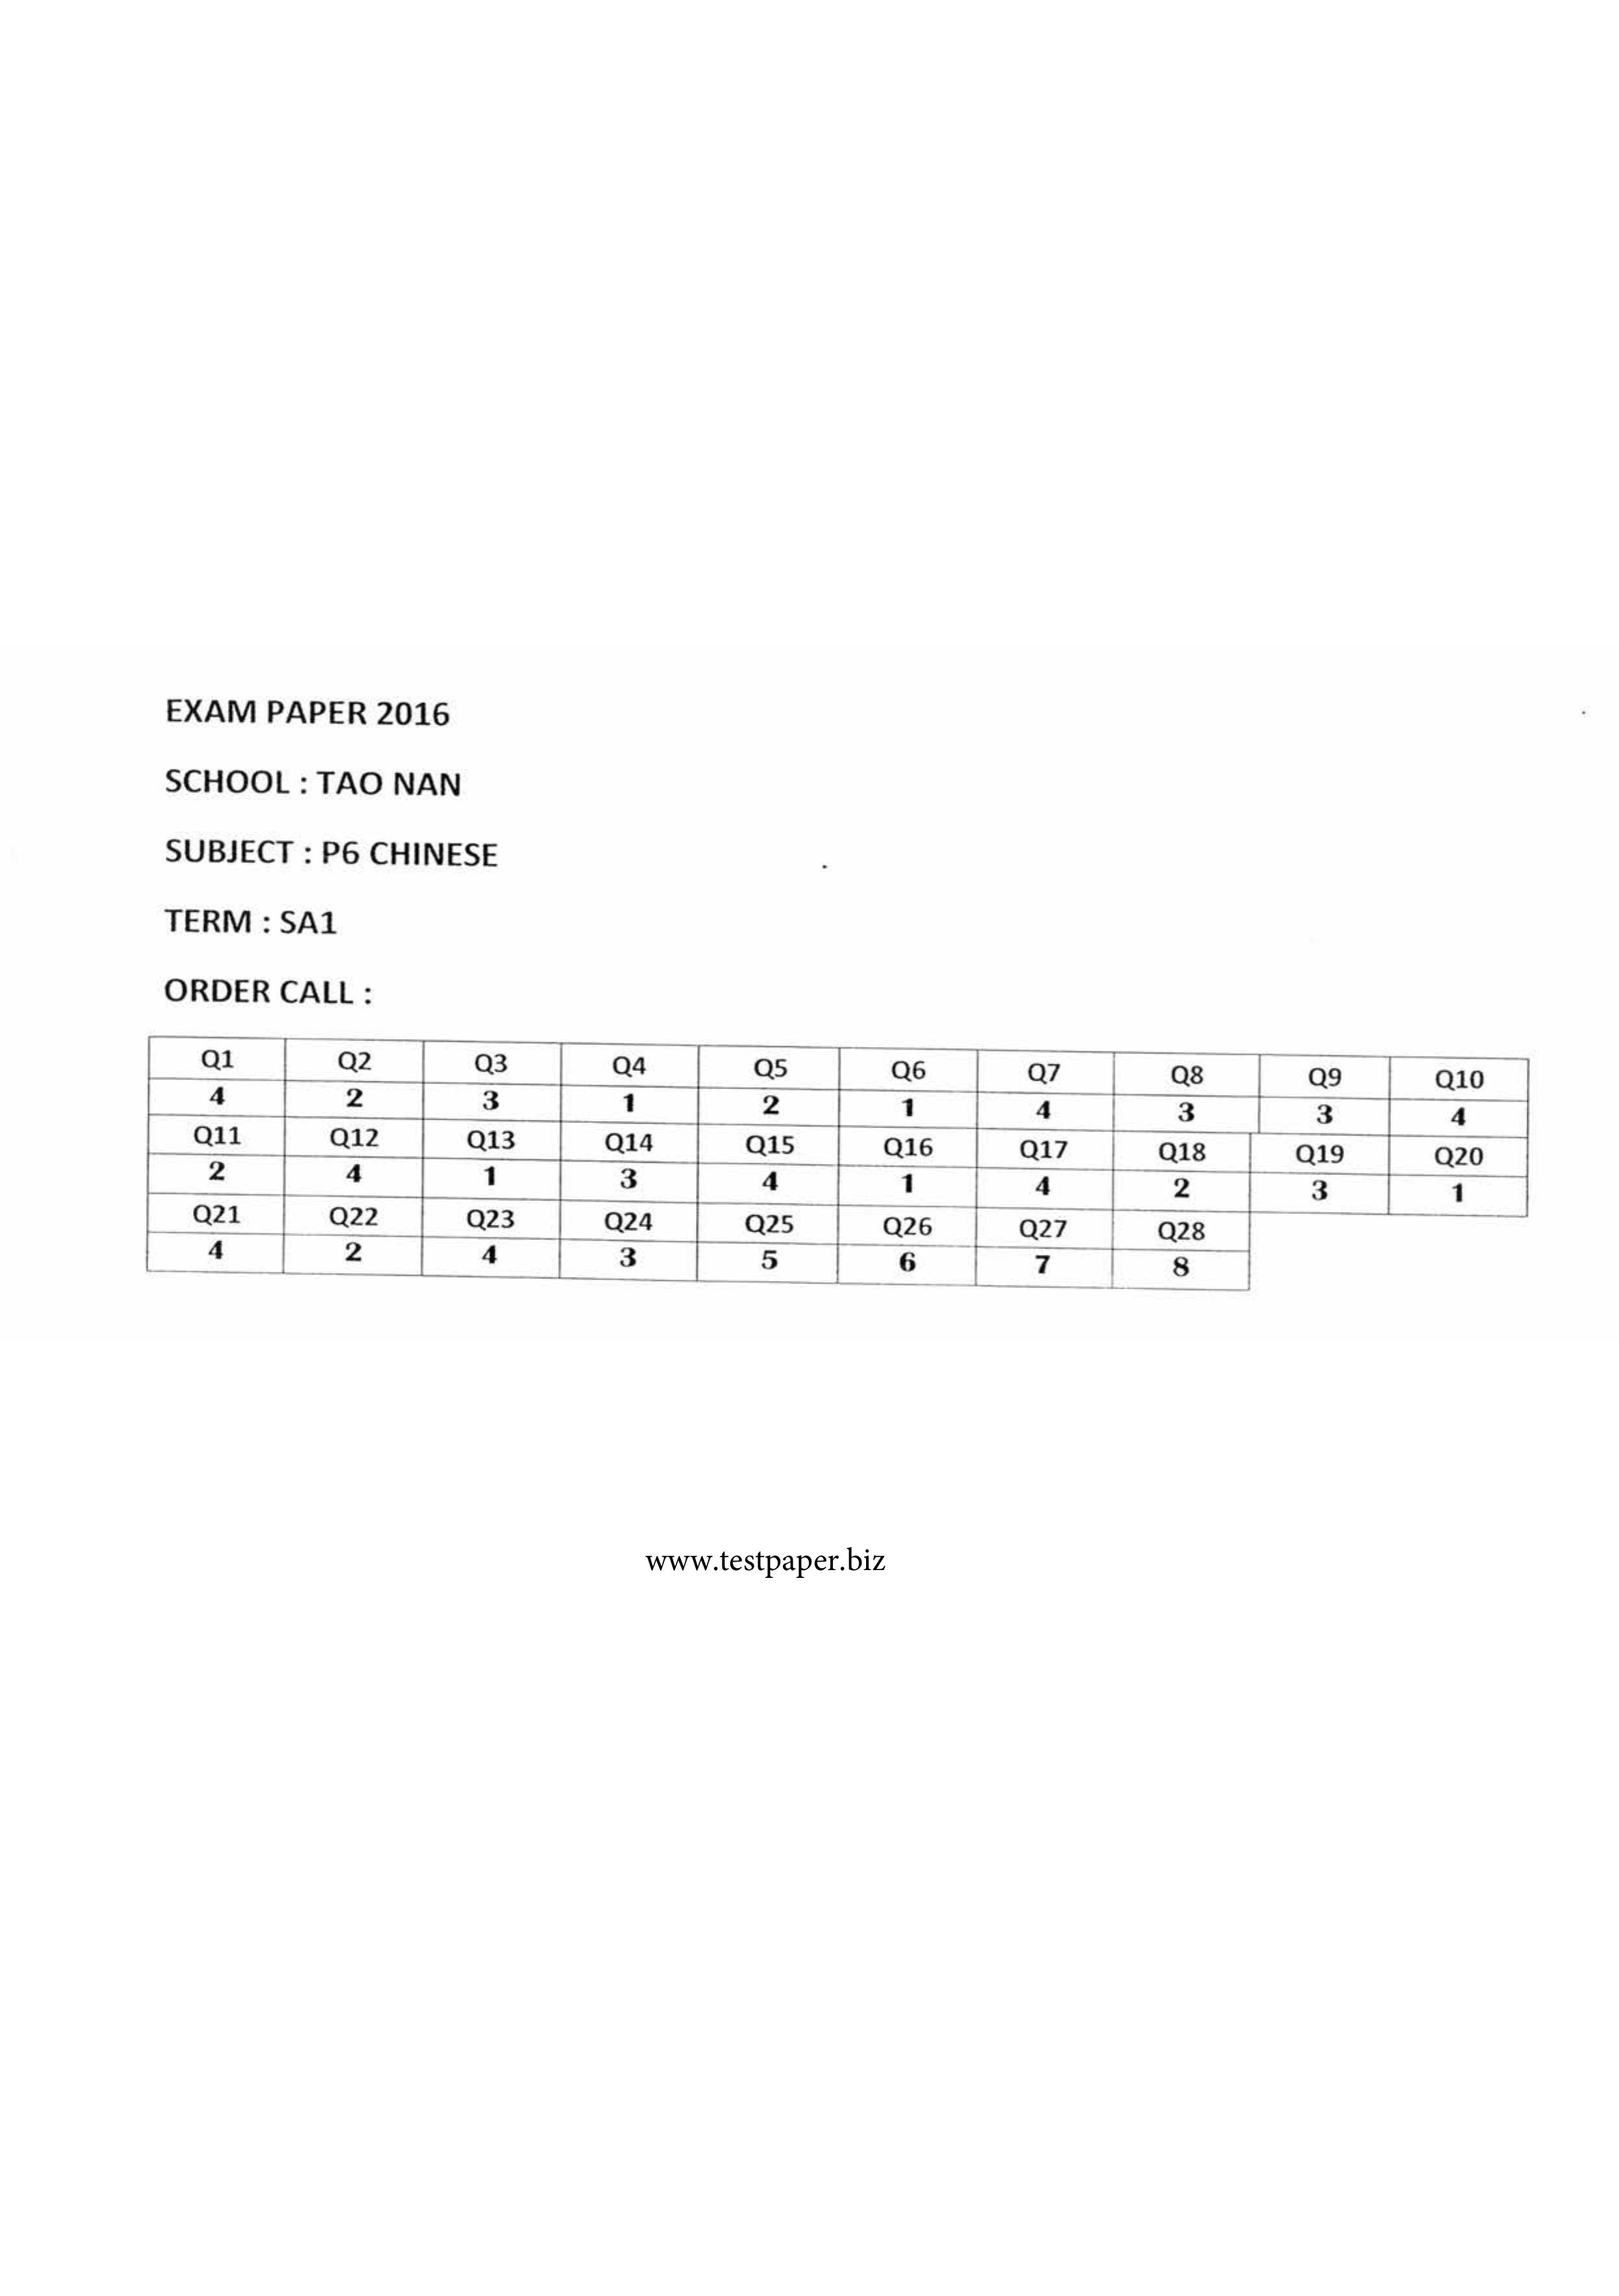 EXAM PAPER 2016
SCHOOL : TAO NAN
SUBJECT : P6 CHINESE
TERM : SA1
ORDER CALL :
Q1 Q2 Q3 Q4 Q5 Q6 Q7 Q8 Q9 Q10
4 2 3 1 2 1 4 3 3 4
Q11 Q12 Q13 Q14 Q15 Q16 Q17 Q18 Q19 Q20
2 4 1 3 4 1 4 2 3 1
Q21 Q22 Q23 Q24 Q25 Q26 Q27 Q28
4 2 4 3 5 6 7 8
www.testpaper.biz